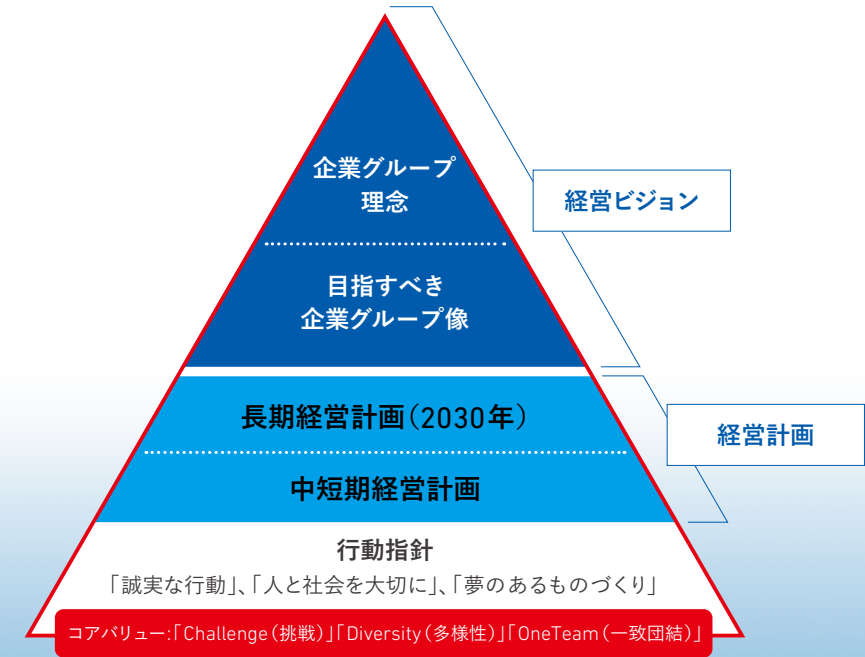 企業グループ
理念
経営ビジョン
目指すべき
企業グループ像
長期経営計画（2030年）
経営計画
中短期経営計画
行動指針
「誠実な行動」、「人と社会を大切に」、「夢のあるものづくり」
コアバリュー:「Challenge（挑戦）」「Diversity（多様性）」「OneTeam（一致団結）」